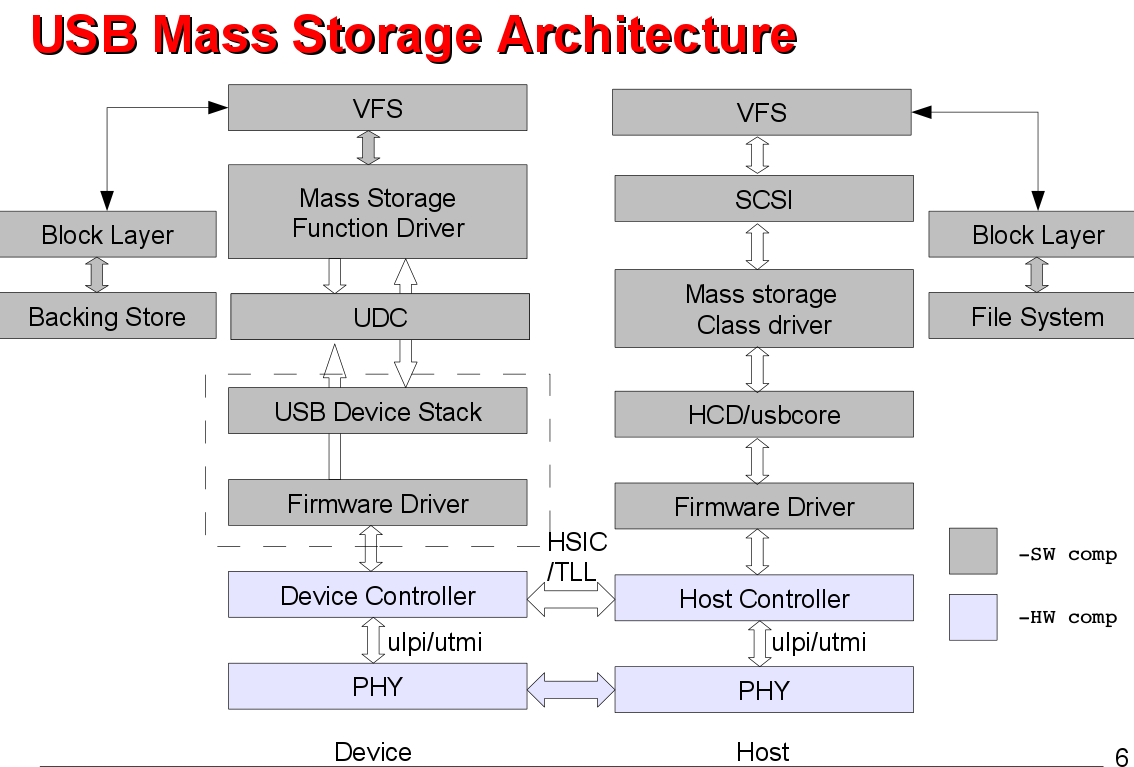 USB Mass Storage Architecture
VFS
Mass Storage
Function Driver
Block Layer
Backing Store
UDC
USB Device Stack
Firmware Driver
Device Controller
ulpi/utmi
PHY
Device
HSIC
/TLL
VFS
SCSI
Mass storage
Class driver
HCD/usbcore
Firmware Driver
Host Controller
ulpi/utmi
PHY
Host
Block Layer
File System
-SW comp
-HW comp
6